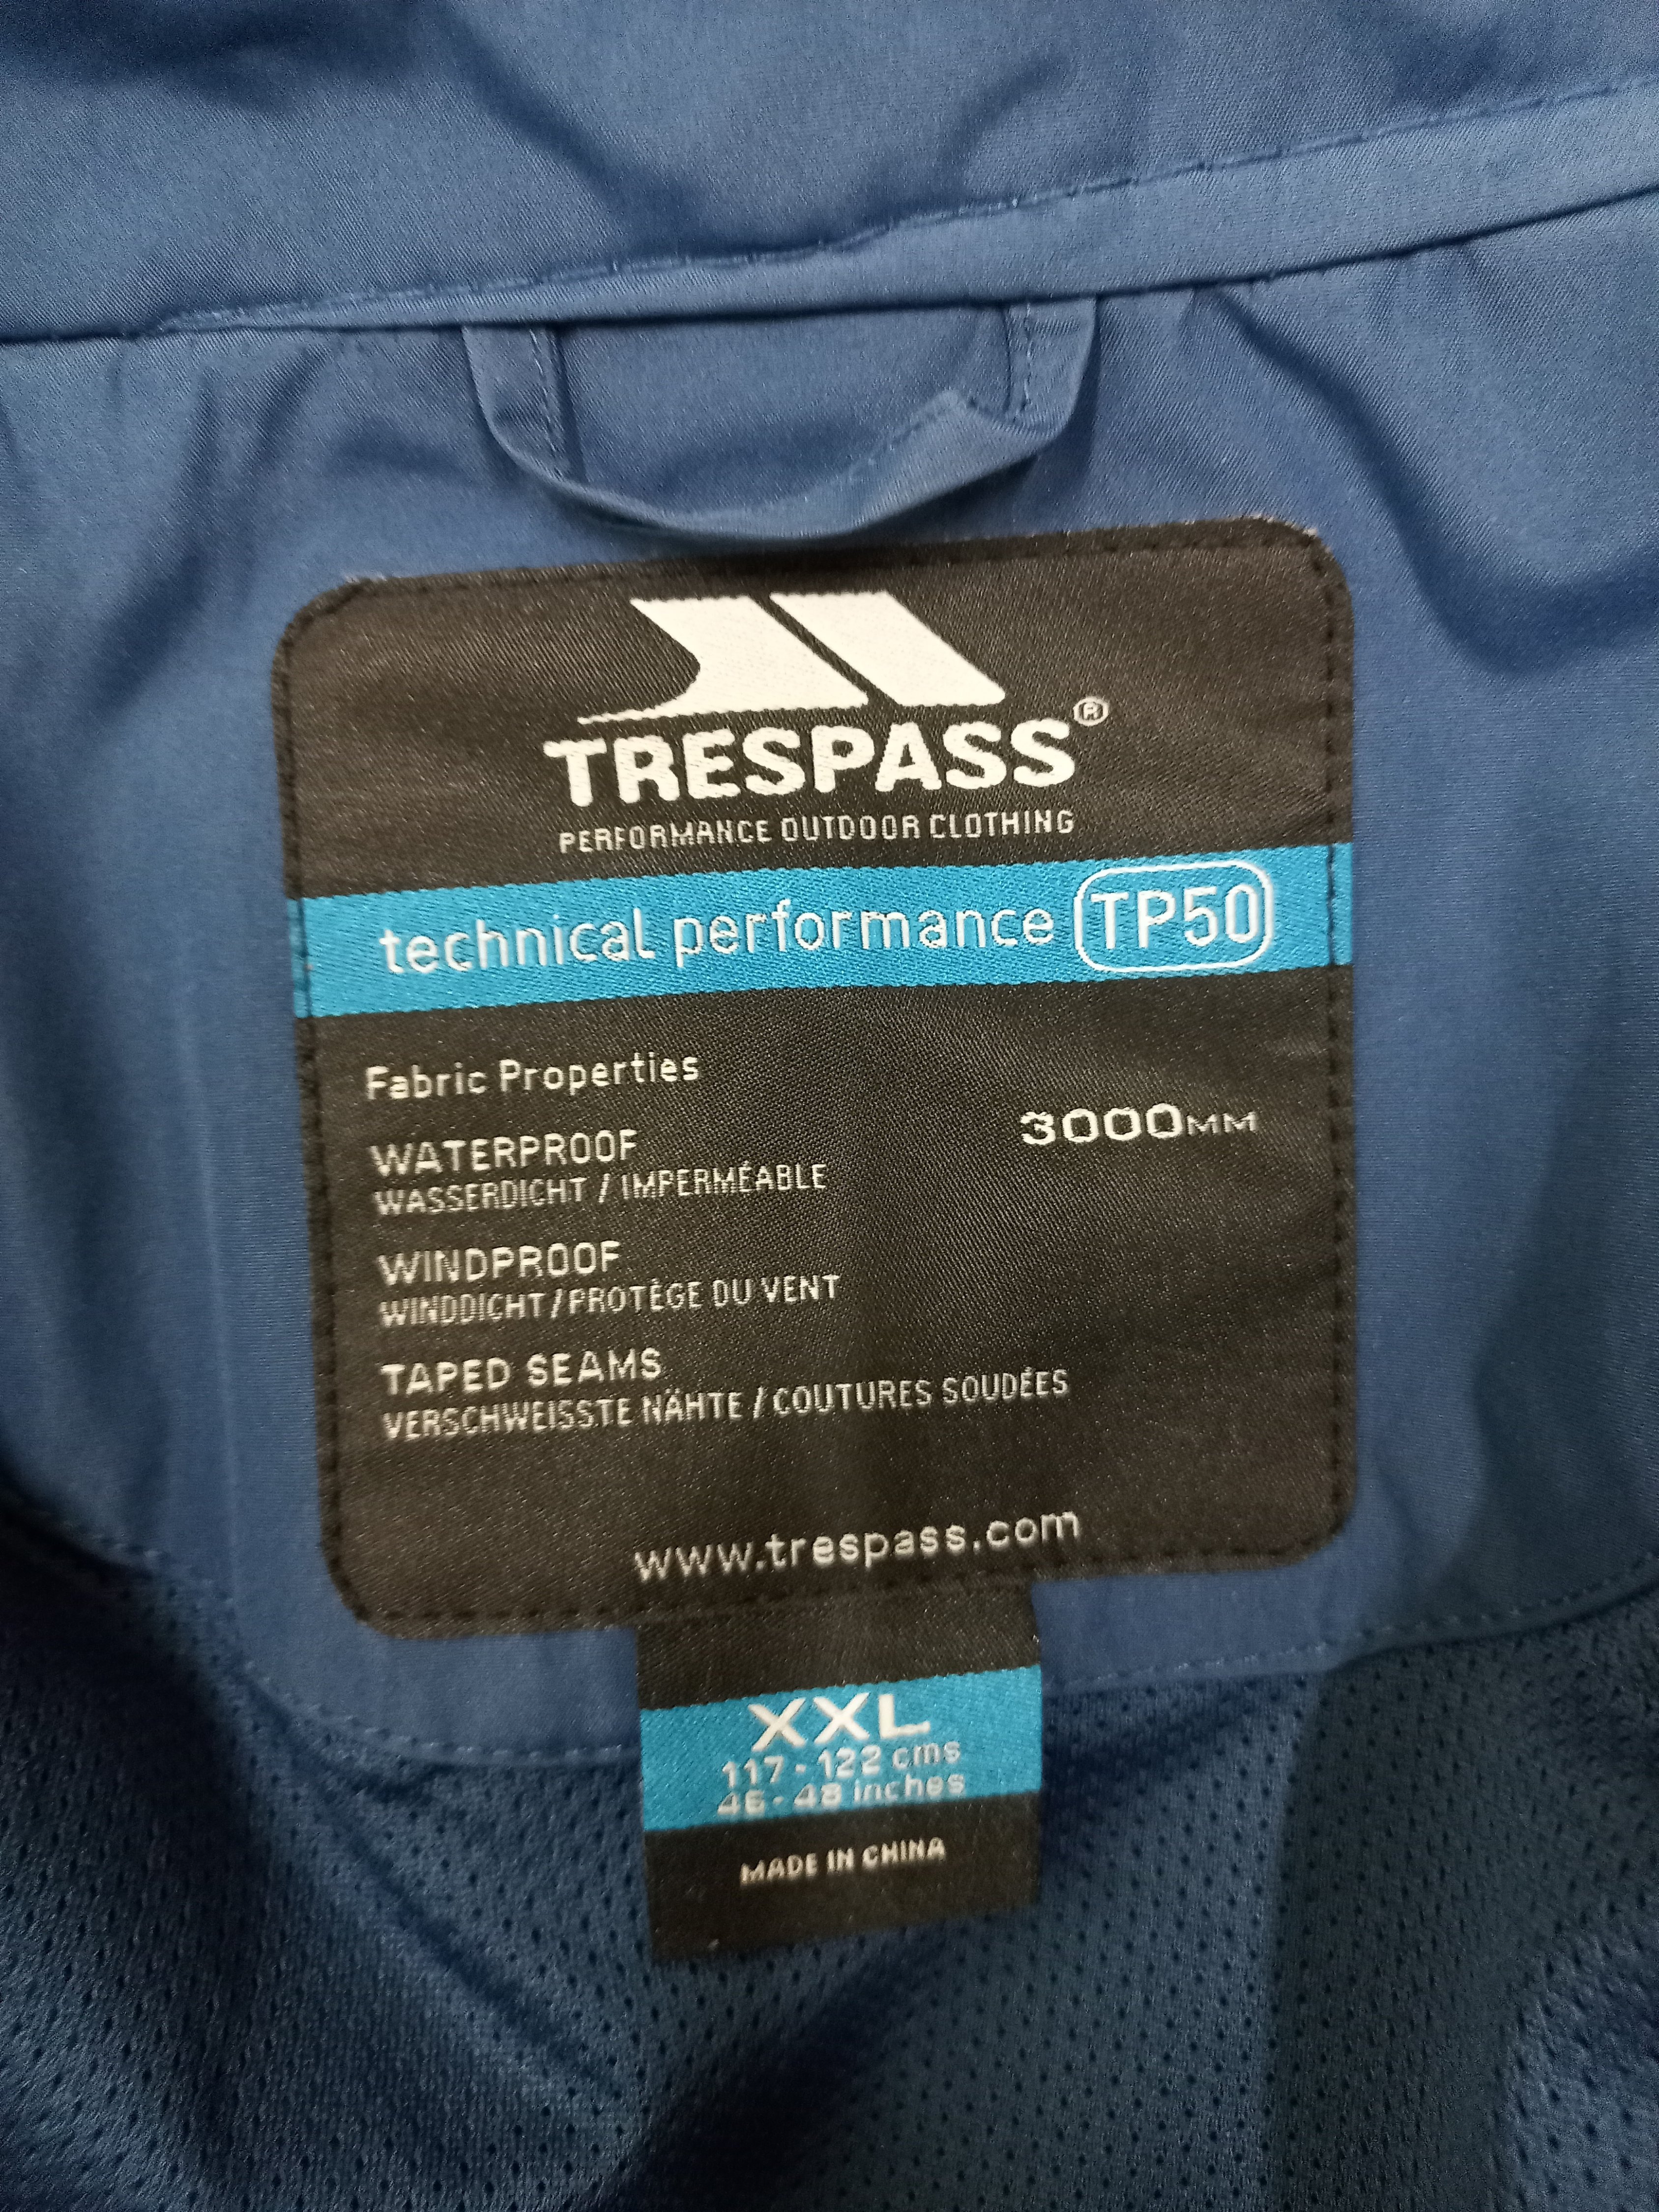 TRESPASS®
PERFORMANCE OUTDOOR CLOTHING
technical performance TP50
Fabric Properties
WATERPROOF 3000MM
WASSERDICHT / IMPERMÉABLE
WINDPROOF
WINDDICHT / PROTÈGE DU VENT
TAPED SEAMS
VERSCHWEISSTE NÄHTE / COUTURES SOUDÉES
www.trespass.com
XXL
117 - 122 cms
46 - 48 inches
MADE IN CHINA